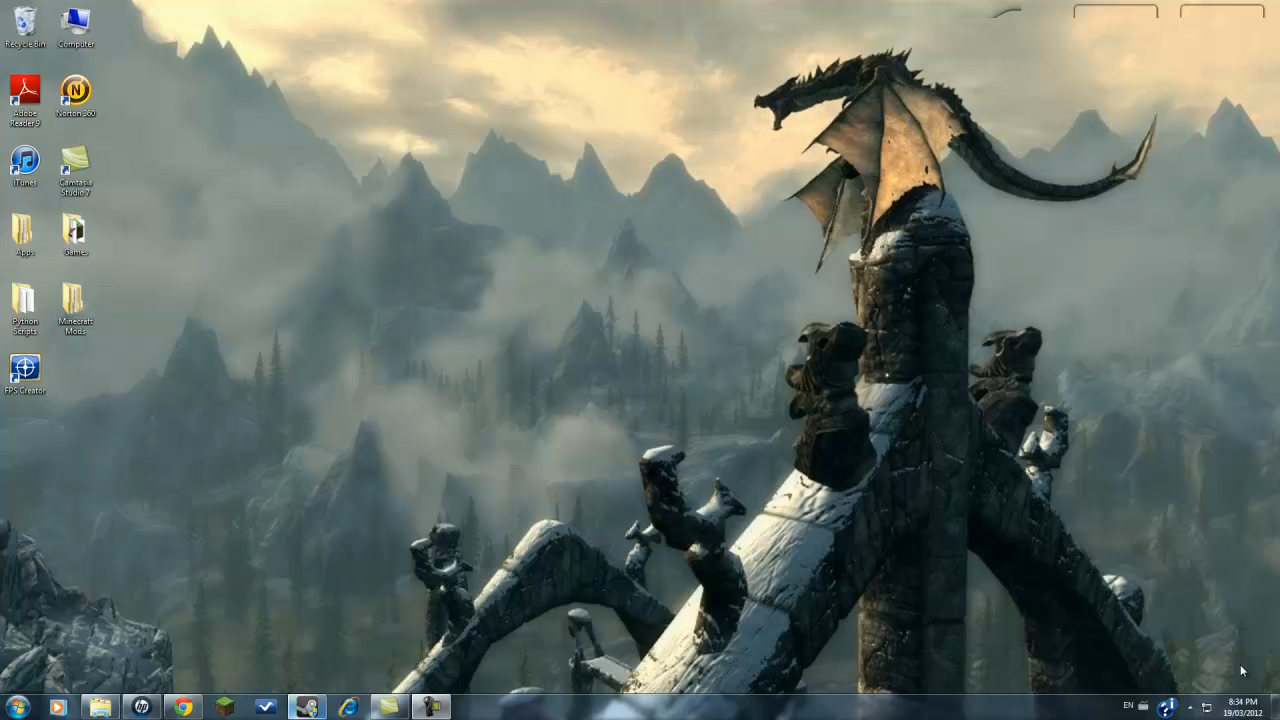 Recycle Bin
Computer
Adobe
Reader 9
Norton 360
iTunes
Camtasia
Studio 7
Apps
Games
Python
Scripts
Minecraft
Mods
FPS Creator
EN
8:34 PM
19/03/2012